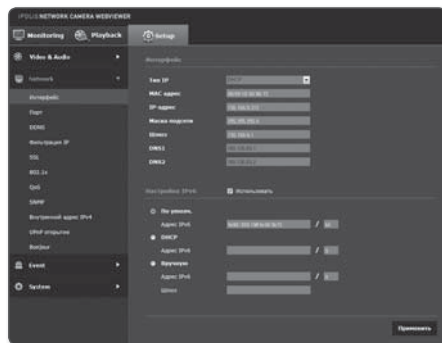 iPOLiS NETWORK CAMERA WEBVIEWER
Monitoring Playback Setup
Video & Audio
Network
Интерфейс
Порт
DDNS
Фильтрация IP
SSL
802.1x
QoS
SNMP
Внутренний адрес IPv4
UPnP открытие
Bonjour
Event
System
Интерфейс
Тип IP
MAC адрес
IP-адрес
Маска подсети
Шлюз
DNS1
DNS2
Настройка IPv6
Использовать
По умолч.
Адрес IPv6 /
DHCP
Адрес IPv6 /
Вручную
Адрес IPv6 /
Шлюз
Применить